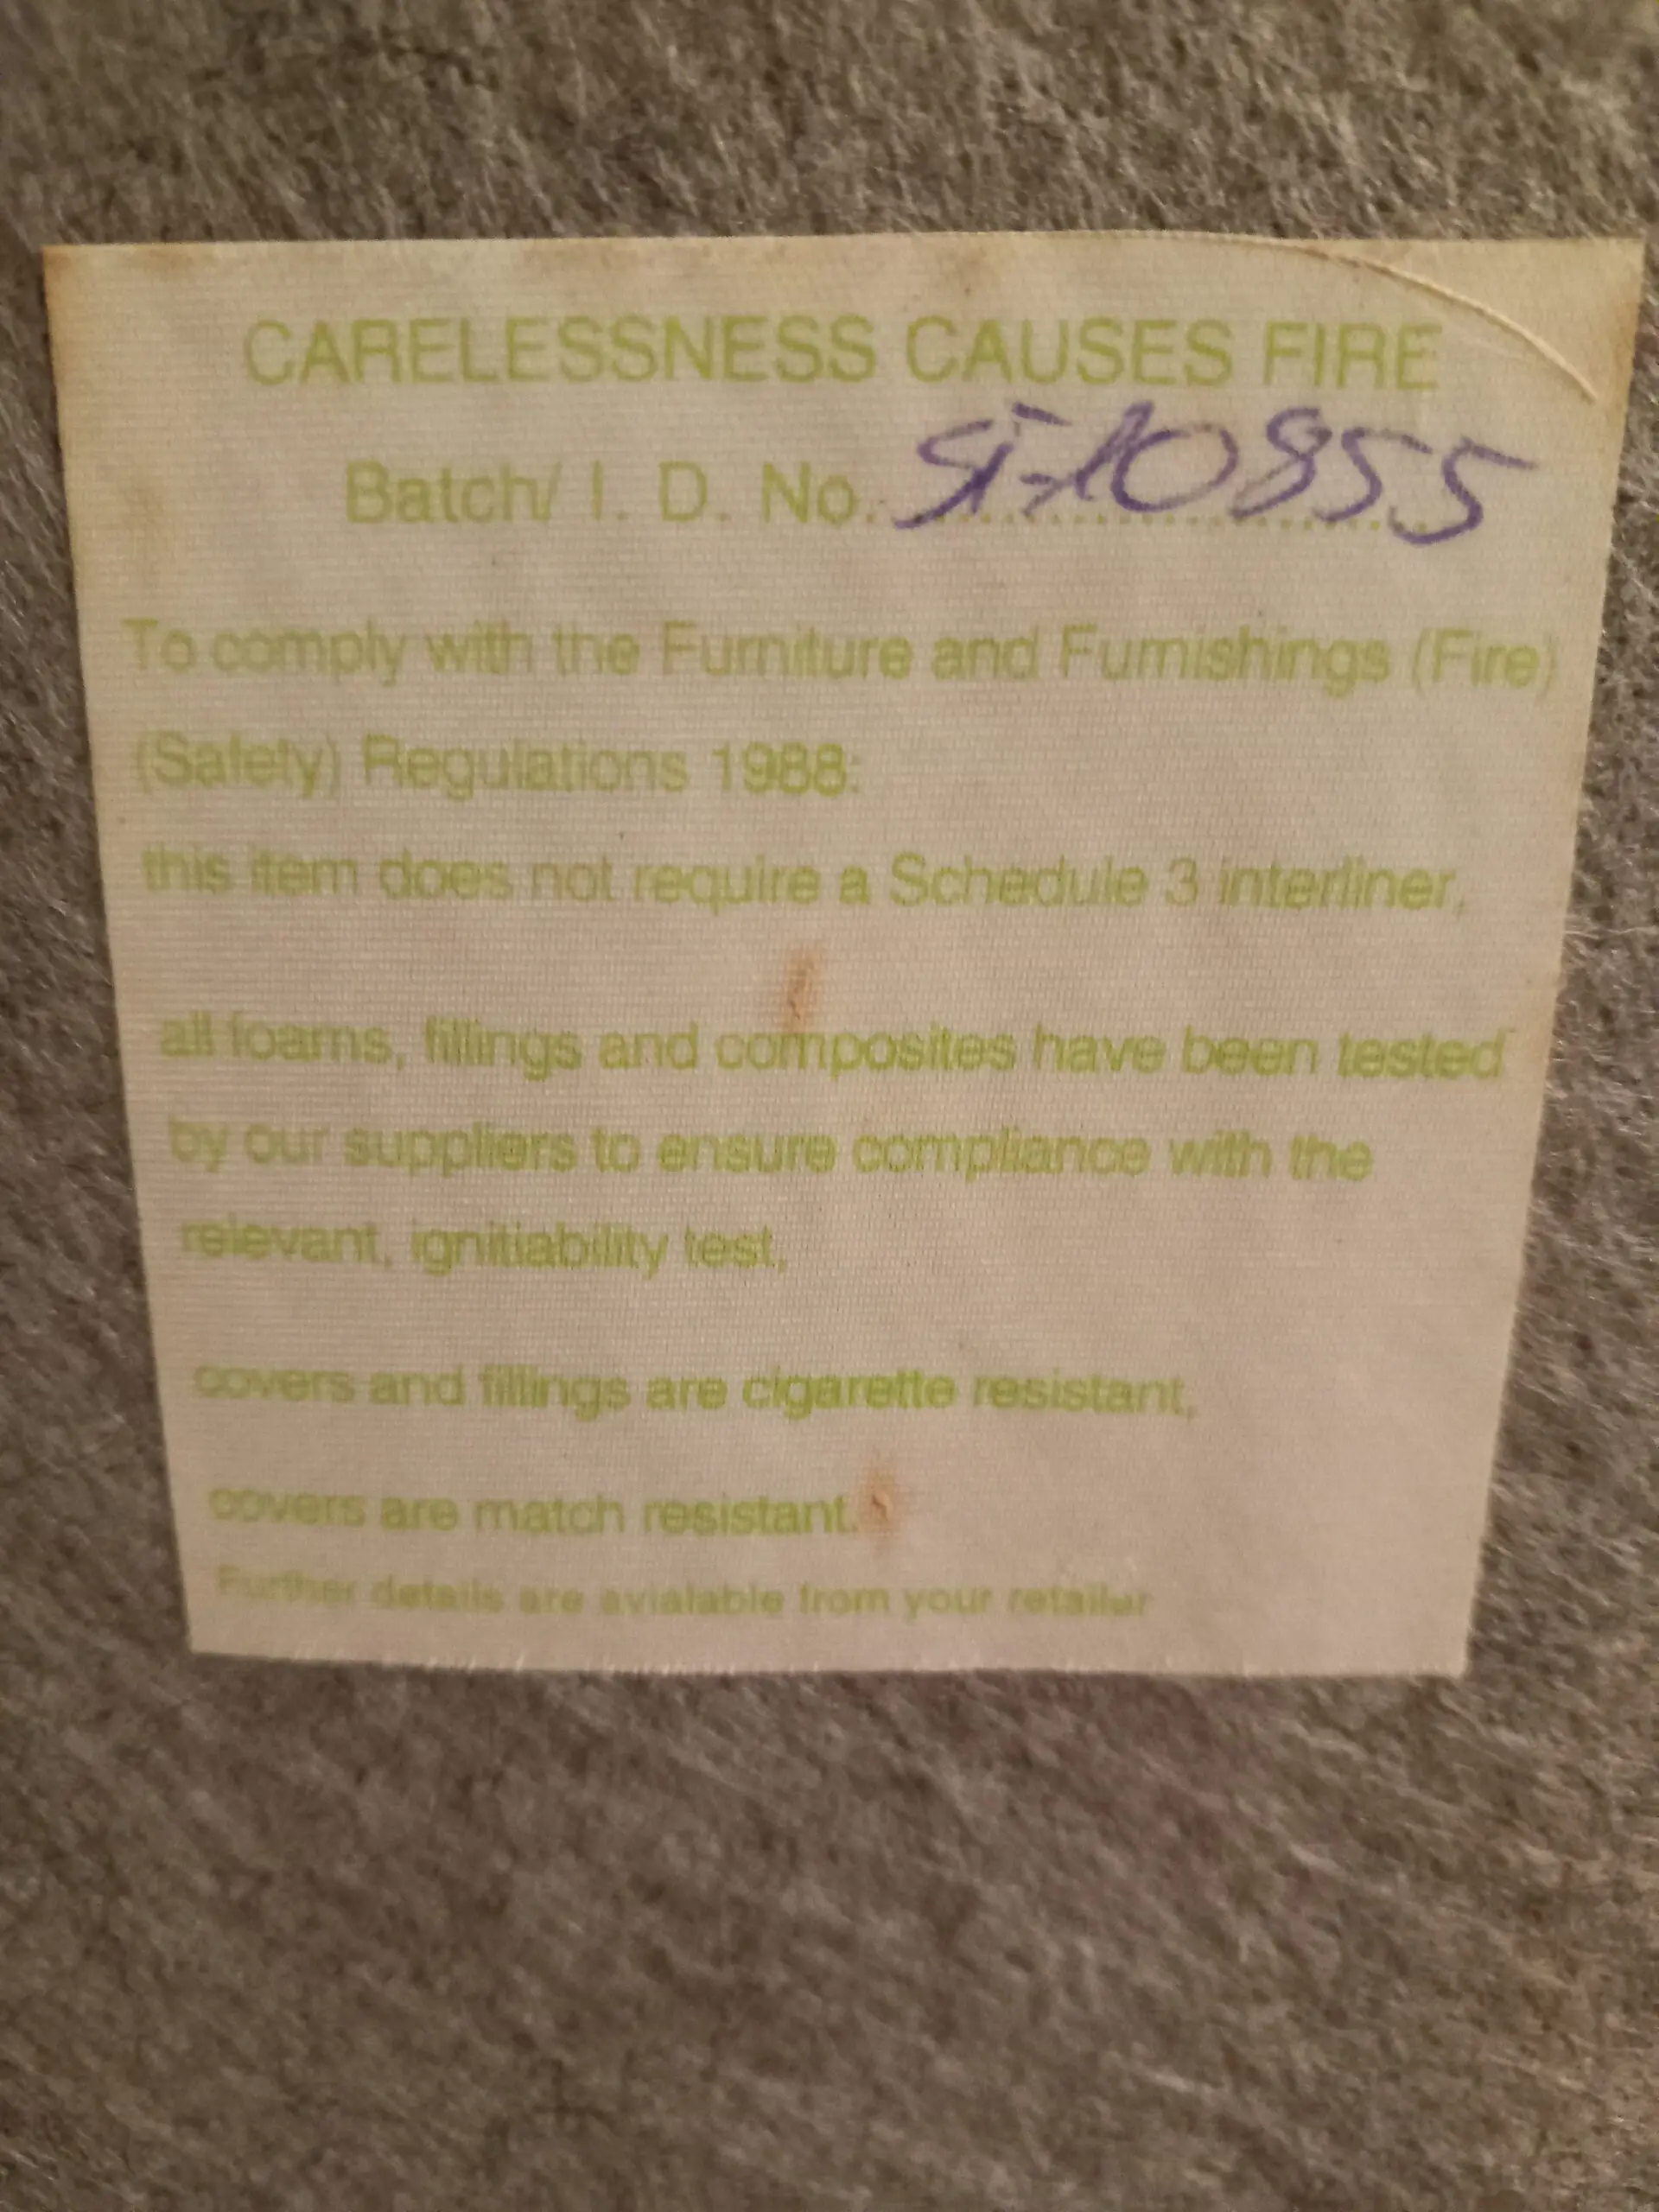 CARELESSNESS CAUSES FIRE
Batch/ I. D. No.
To comply with the Furniture and Furnishings (Fire)
(Safety) Regulations 1988:
this item does not require a Schedule 3 interliner,
all foams, fillings and composites have been tested
by our suppliers to ensure compliance with the
relevant, ignitiability test,
covers and fillings are cigarette resistant,
covers are match resistant.
Further details are avialable from your retailer